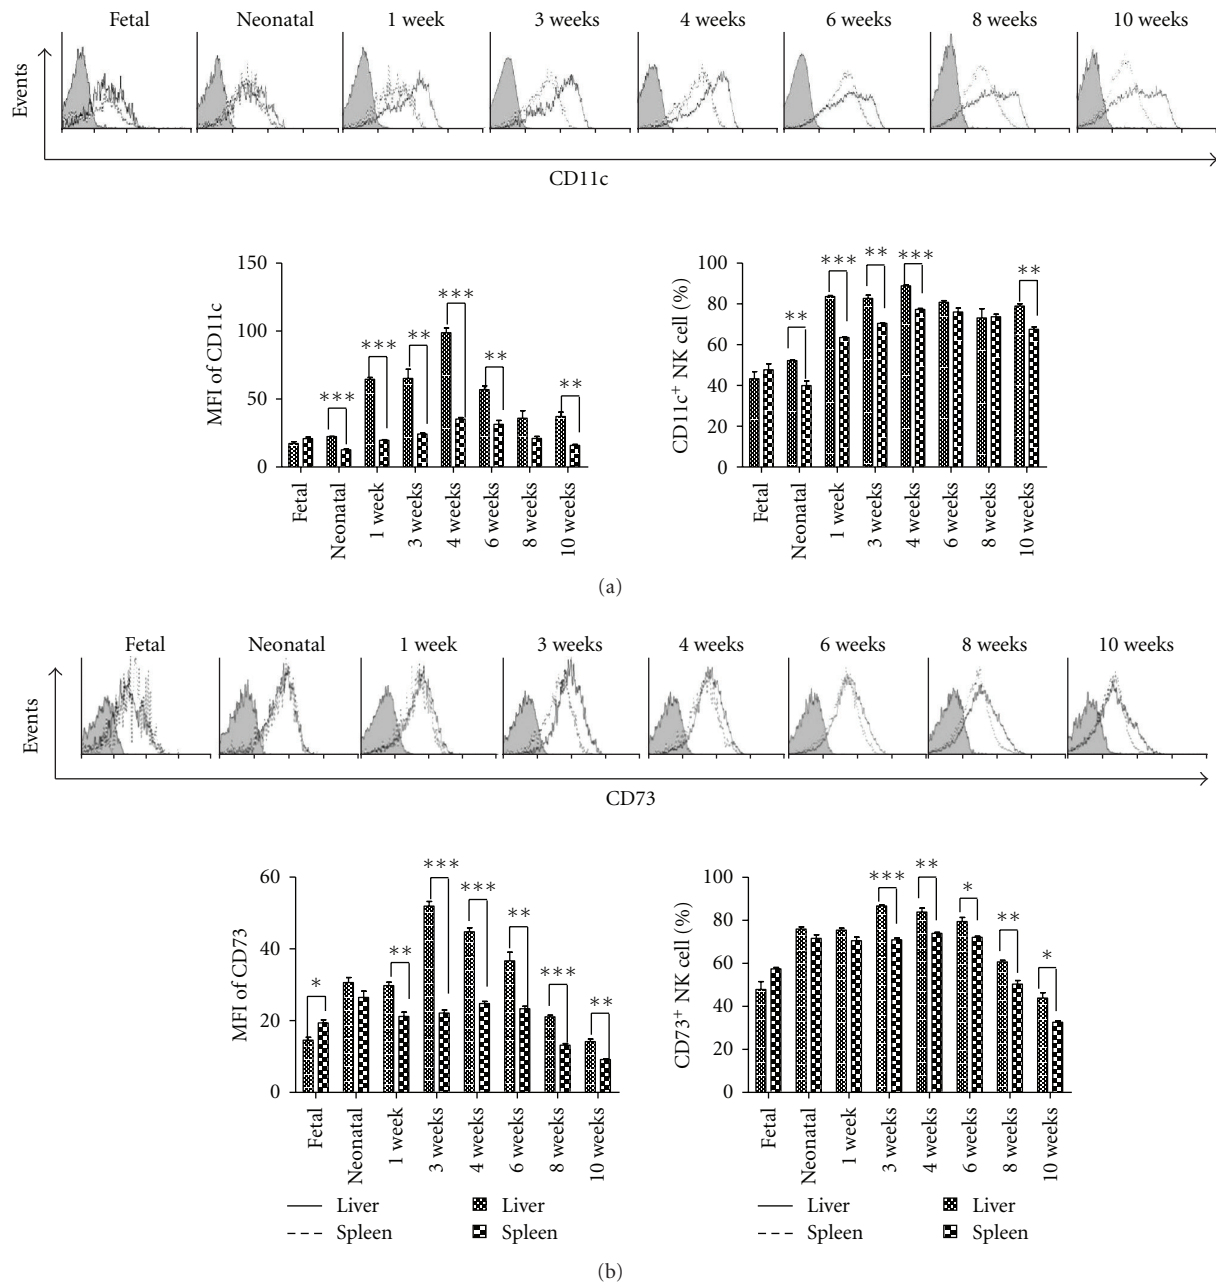 Fetal Neonatal 1 week 3 weeks 4 weeks 6 weeks 8 weeks 10 weeks
Events
CD11c
MFI of CD11c
150
100
50
0
*** *** ** *** ** **
Fetal Neonatal 1 week 3 weeks 4 weeks 6 weeks 8 weeks 10 weeks
CD11c⁺ NK cell (%)
100
80
60
40
20
0
** *** ** *** **
Fetal Neonatal 1 week 3 weeks 4 weeks 6 weeks 8 weeks 10 weeks
(a)
Fetal Neonatal 1 week 3 weeks 4 weeks 6 weeks 8 weeks 10 weeks
Events
CD73
MFI of CD73
60
40
20
0
* ** *** *** ** *** **
Fetal Neonatal 1 week 3 weeks 4 weeks 6 weeks 8 weeks 10 weeks
Liver Liver
Spleen Spleen
CD73⁺ NK cell (%)
100
80
60
40
20
0
*** ** * ** *
Fetal Neonatal 1 week 3 weeks 4 weeks 6 weeks 8 weeks 10 weeks
Liver Liver
Spleen Spleen
(b)